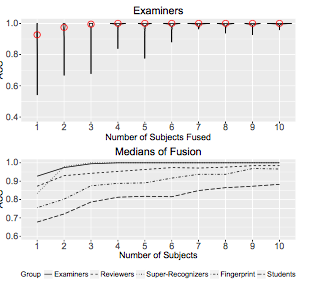 Examiners
1.0
0.8
0.6
0.4
1 2 3 4 5 6 7 8 9 10
Number of Subjects Fused
Medians of Fusion
1.0
0.9
0.8
0.7
0.6
1 2 3 4 5 6 7 8 9 10
Number of Subjects
Group Examiners Reviewers Super-Recognizers Fingerprint Students